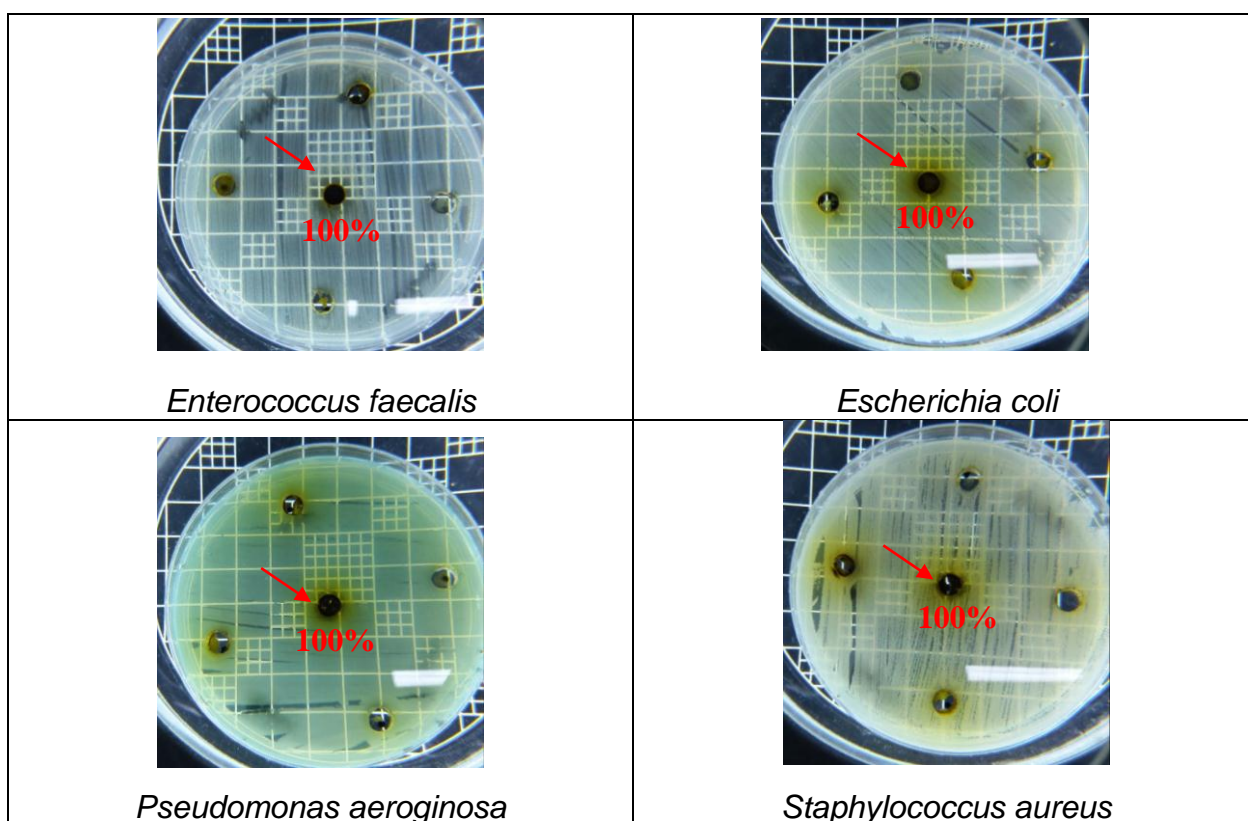 100%
100%
Enterococcus faecalis
Escherichia coli
100%
100%
Pseudomonas aeroginosa
Staphylococcus aureus